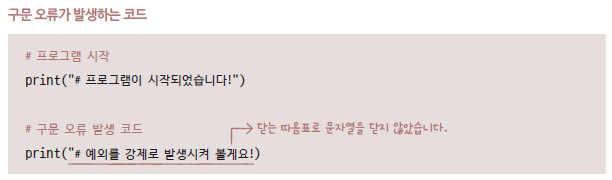 구문 오류가 발생하는 코드
# 프로그램 시작
print("# 프로그램이 시작되었습니다!")
# 구문 오류 발생 코드
닫는 따옴표로 문자열을 닫지 않았습니다.
print("# 예외를 강제로 발생시켜 볼게요!)